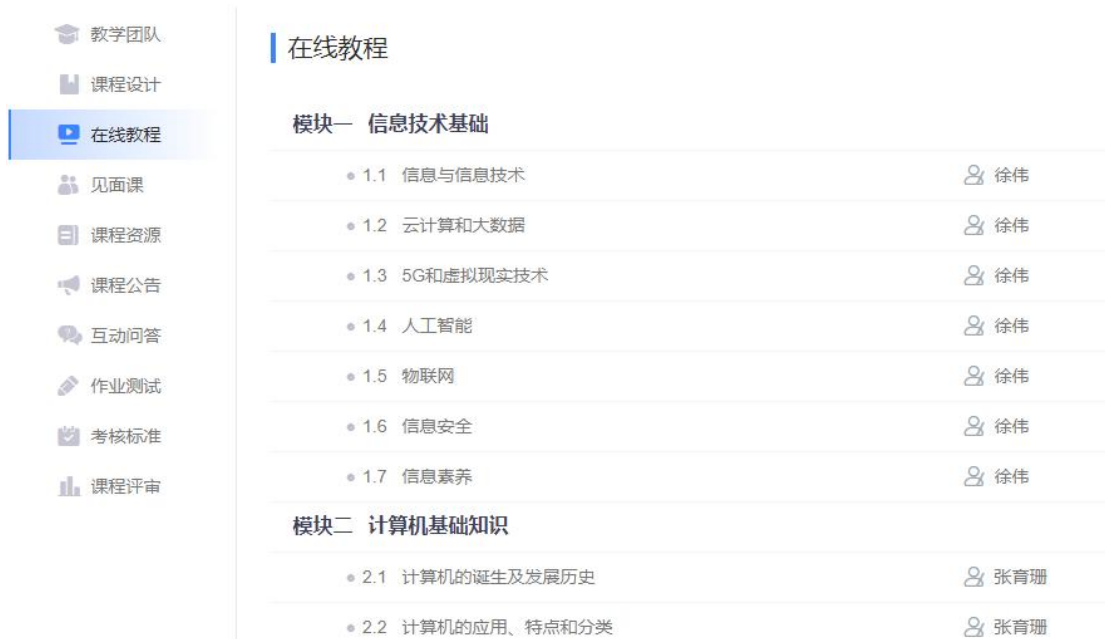 教学团队
课程设计
在线教程
见面课
课程资源
课程公告
互动问答
作业测试
考核标准
课程评审
在线教程
模块一 信息技术基础
1.1 信息与信息技术 徐伟
1.2 云计算和大数据 徐伟
1.3 5G和虚拟现实技术 徐伟
1.4 人工智能 徐伟
1.5 物联网 徐伟
1.6 信息安全 徐伟
1.7 信息素养 徐伟
模块二 计算机基础知识
2.1 计算机的诞生及发展历史 张育珊
2.2 计算机的应用、特点和分类 张育珊